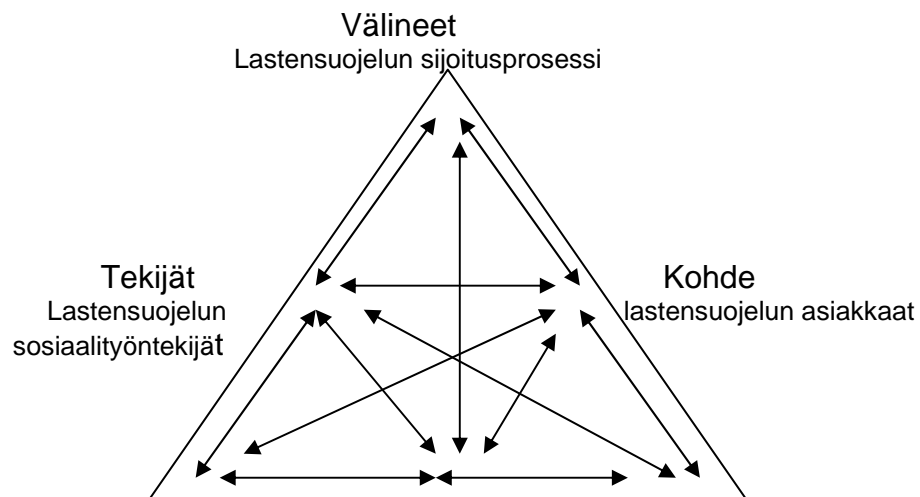 Välineet
Lastensuojelun sijoitusprosessi
Tekijät
Lastensuojelun
sosiaalityöntekijät
Kohde
lastensuojelun asiakkaat